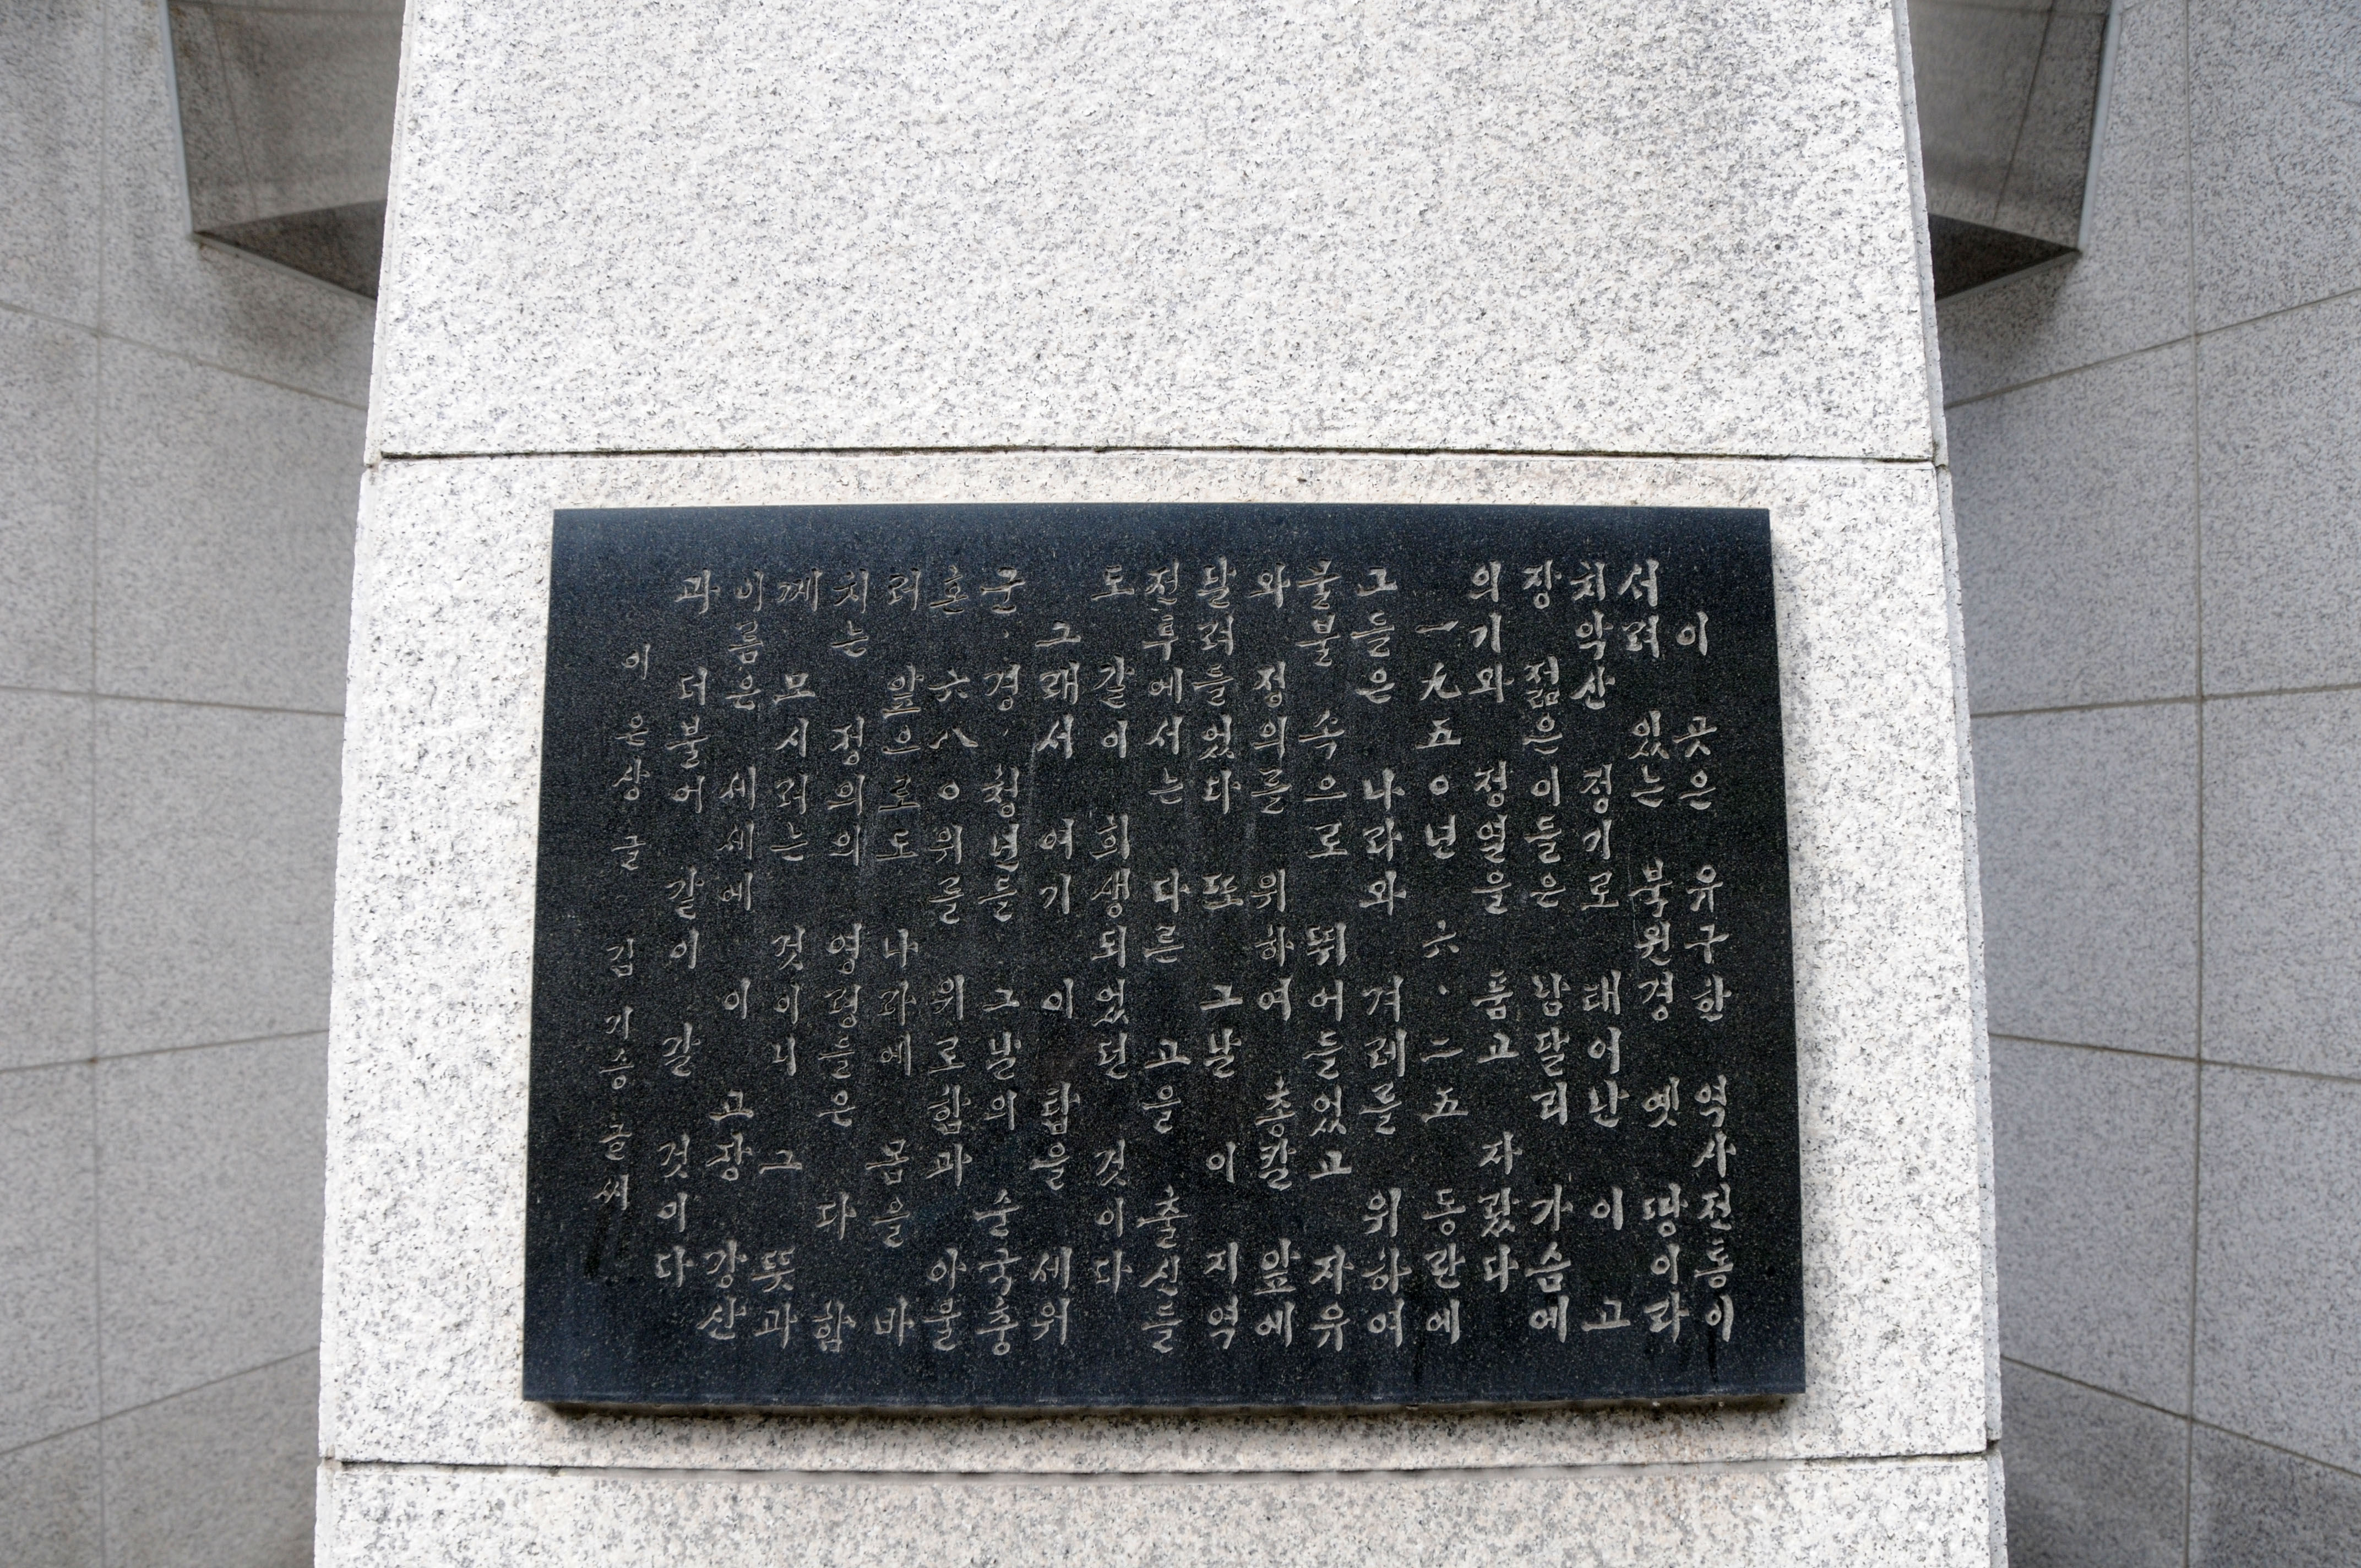 이 곳은 유구한 역사전통이
서려 있는 북원경 옛 땅이라
치악산 정기로 태어난 이 고
장 젊은이들은 남달리 가슴에
의기와 정열을 품고 자랐다
一九五〇년 六·二五 동란에
그들은 나라와 겨레를 위하여
불물 속으로 뛰어들었고 자유
와 정의를 위하여 총칼 앞에
달려들었다 또 그날 이 지역
전투에서는 다른 고을 출신들
도 같이 희생되었던 것이다
그래서 여기 이 탑을 세워
군·경 청년들 그날의 순국충
혼 六八〇위를 위로함과 아울
러 앞으로도 나라에 몸을 바
치는 정의의 영령들은 다 함
께 모시려는 것이니 그 뜻과
이름은 세세에 이 고장 강산
과 더불어 같이 갈 것이다
이 은상 글 김 기승 글씨